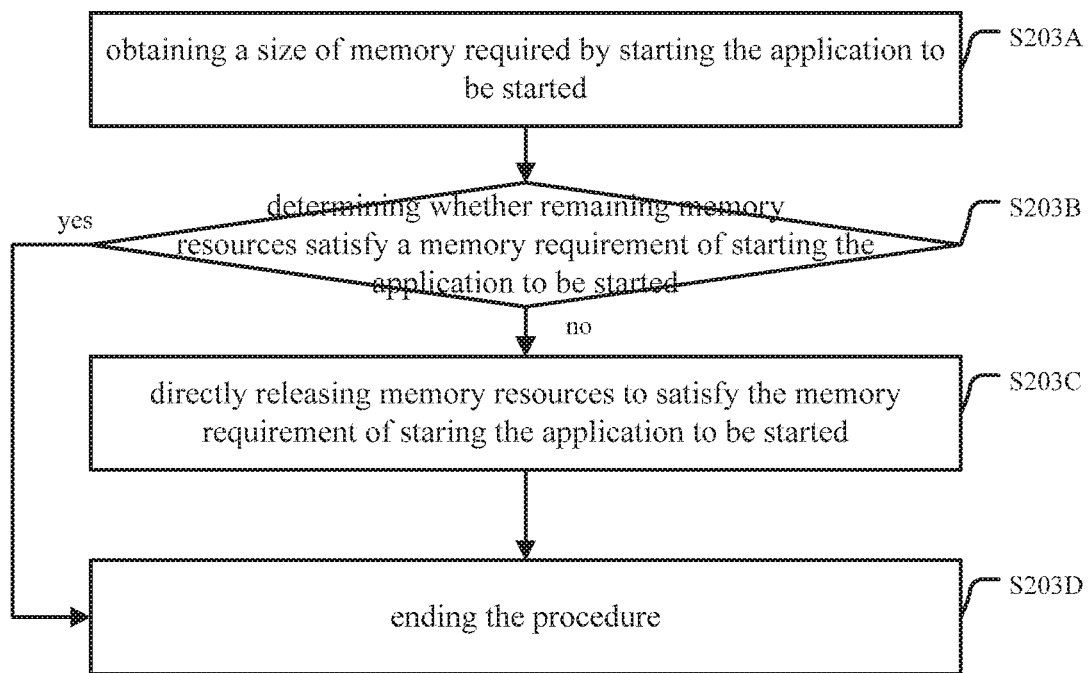 obtaining a size of memory required by starting the application to
be started
S203A
determining whether remaining memory
resources satisfy a memory requirement of starting the
application to be started
S203B
yes
no
directly releasing memory resources to satisfy the memory
requirement of staring the application to be started
S203C
ending the procedure
S203D